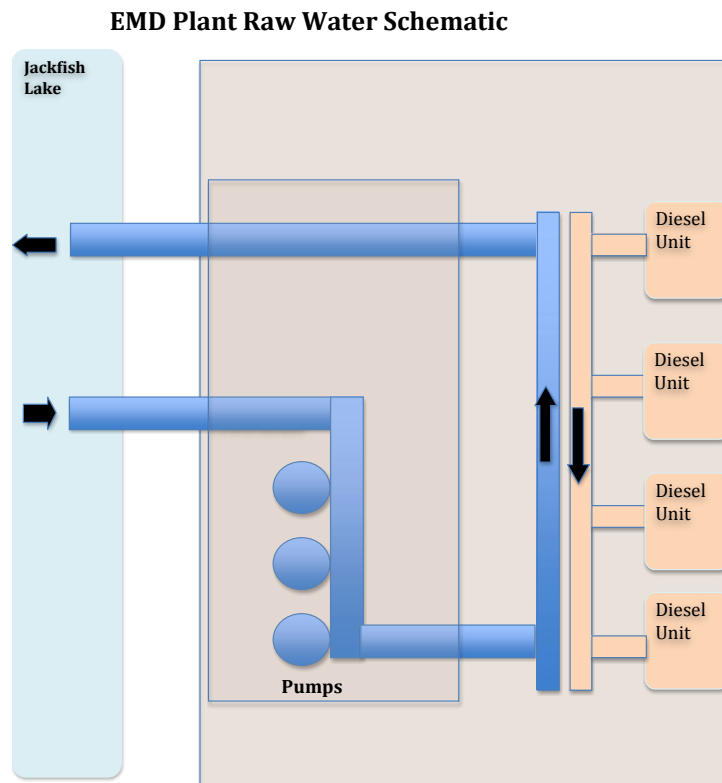 EMD Plant Raw Water Schematic
Jackfish
Lake
Diesel
Unit
Diesel
Unit
Diesel
Unit
Diesel
Unit
Pumps